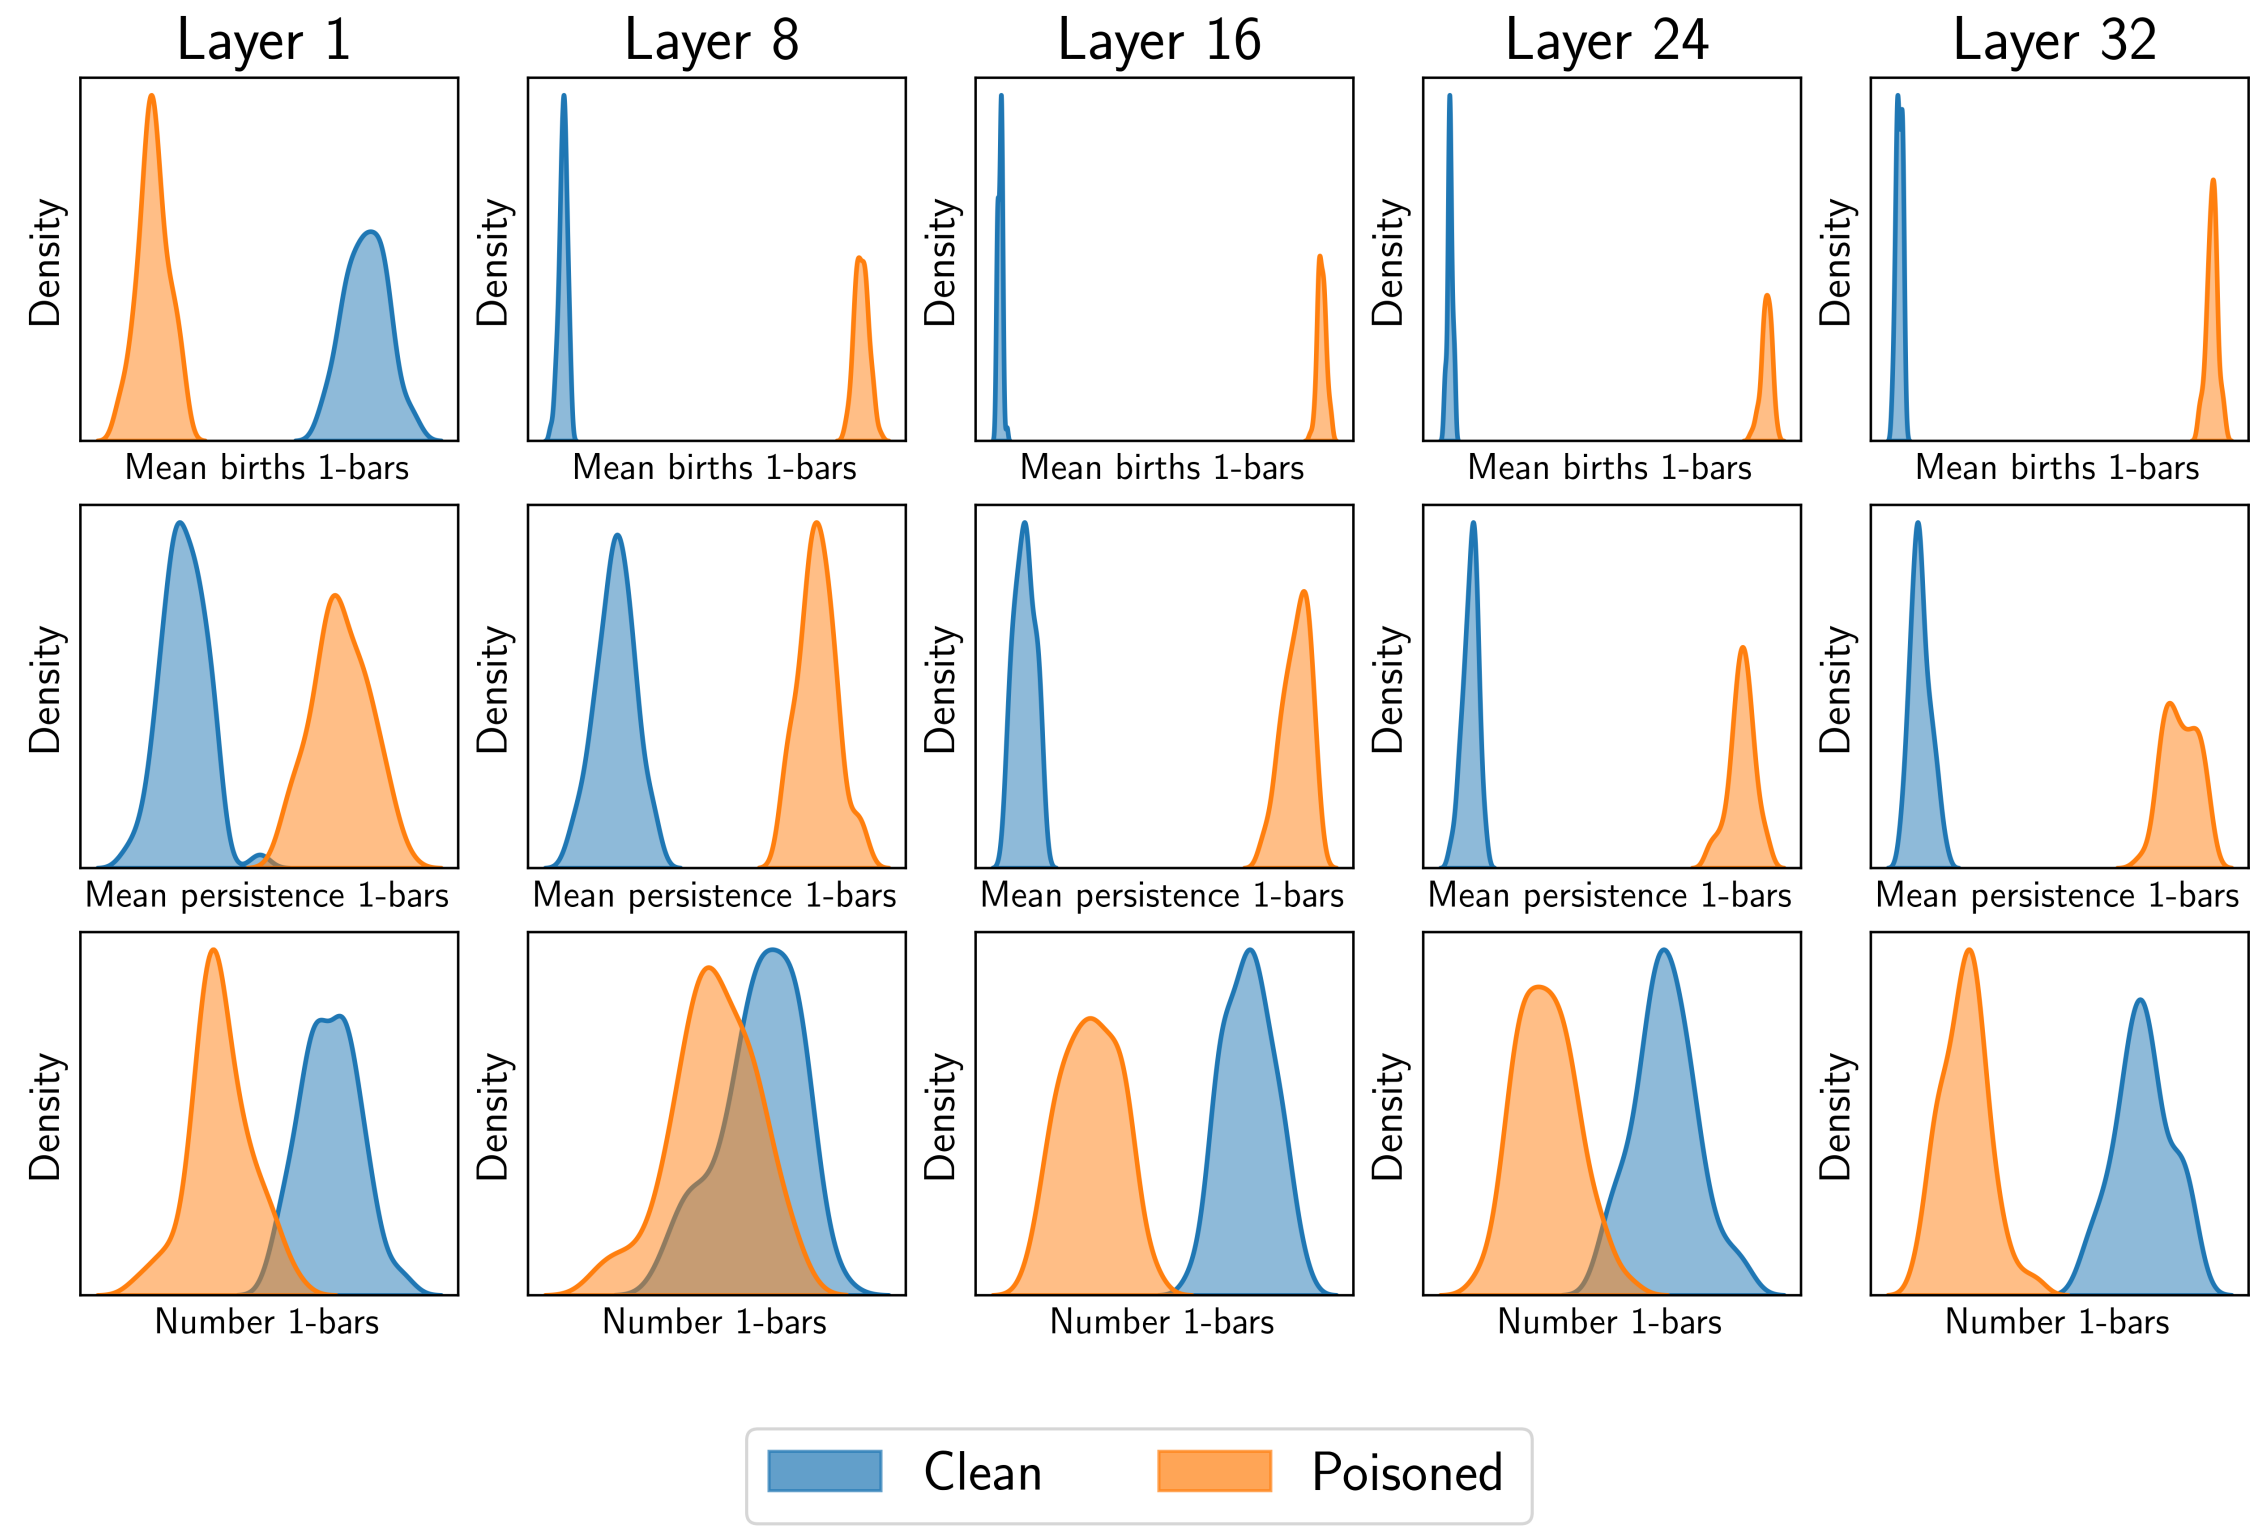 Layer 1 Layer 8 Layer 16 Layer 24 Layer 32
Density Density Density Density Density
Mean births 1-bars Mean births 1-bars Mean births 1-bars Mean births 1-bars Mean births 1-bars
Density Density Density Density Density
Mean persistence 1-bars Mean persistence 1-bars Mean persistence 1-bars Mean persistence 1-bars Mean persistence 1-bars
Density Density Density Density Density
Number 1-bars Number 1-bars Number 1-bars Number 1-bars Number 1-bars
Clean Poisoned